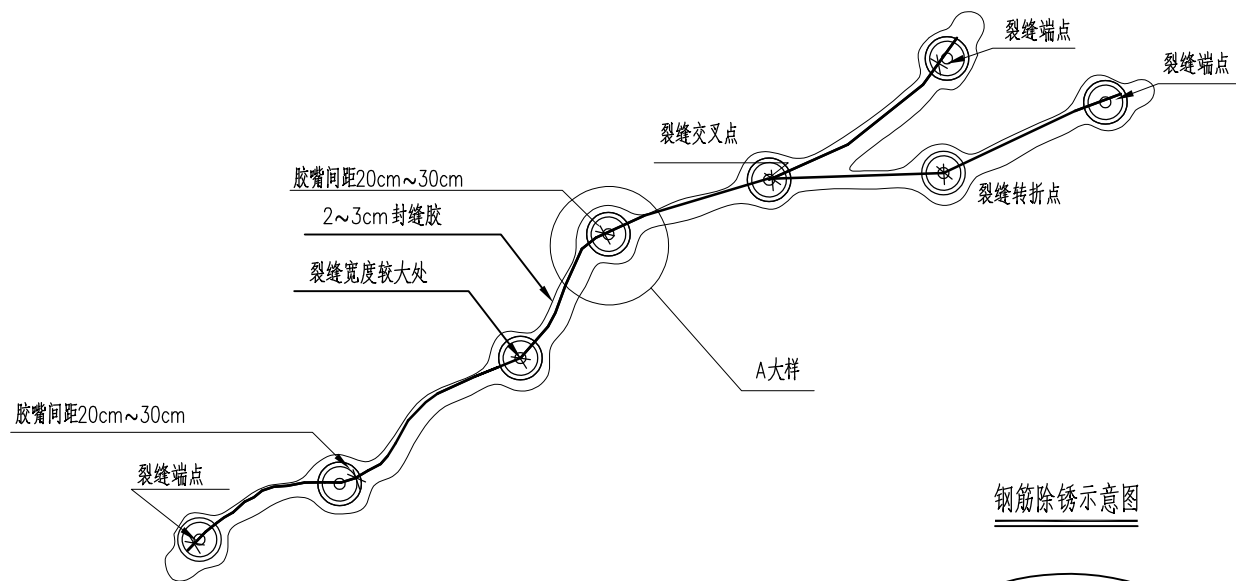 裂缝端点
裂缝端点
裂缝交叉点
胶嘴间距20cm~30cm
裂缝转折点
2~3cm封缝胶
裂缝宽度较大处
A大样
胶嘴间距20cm~30cm
裂缝端点
钢筋除锈示意图